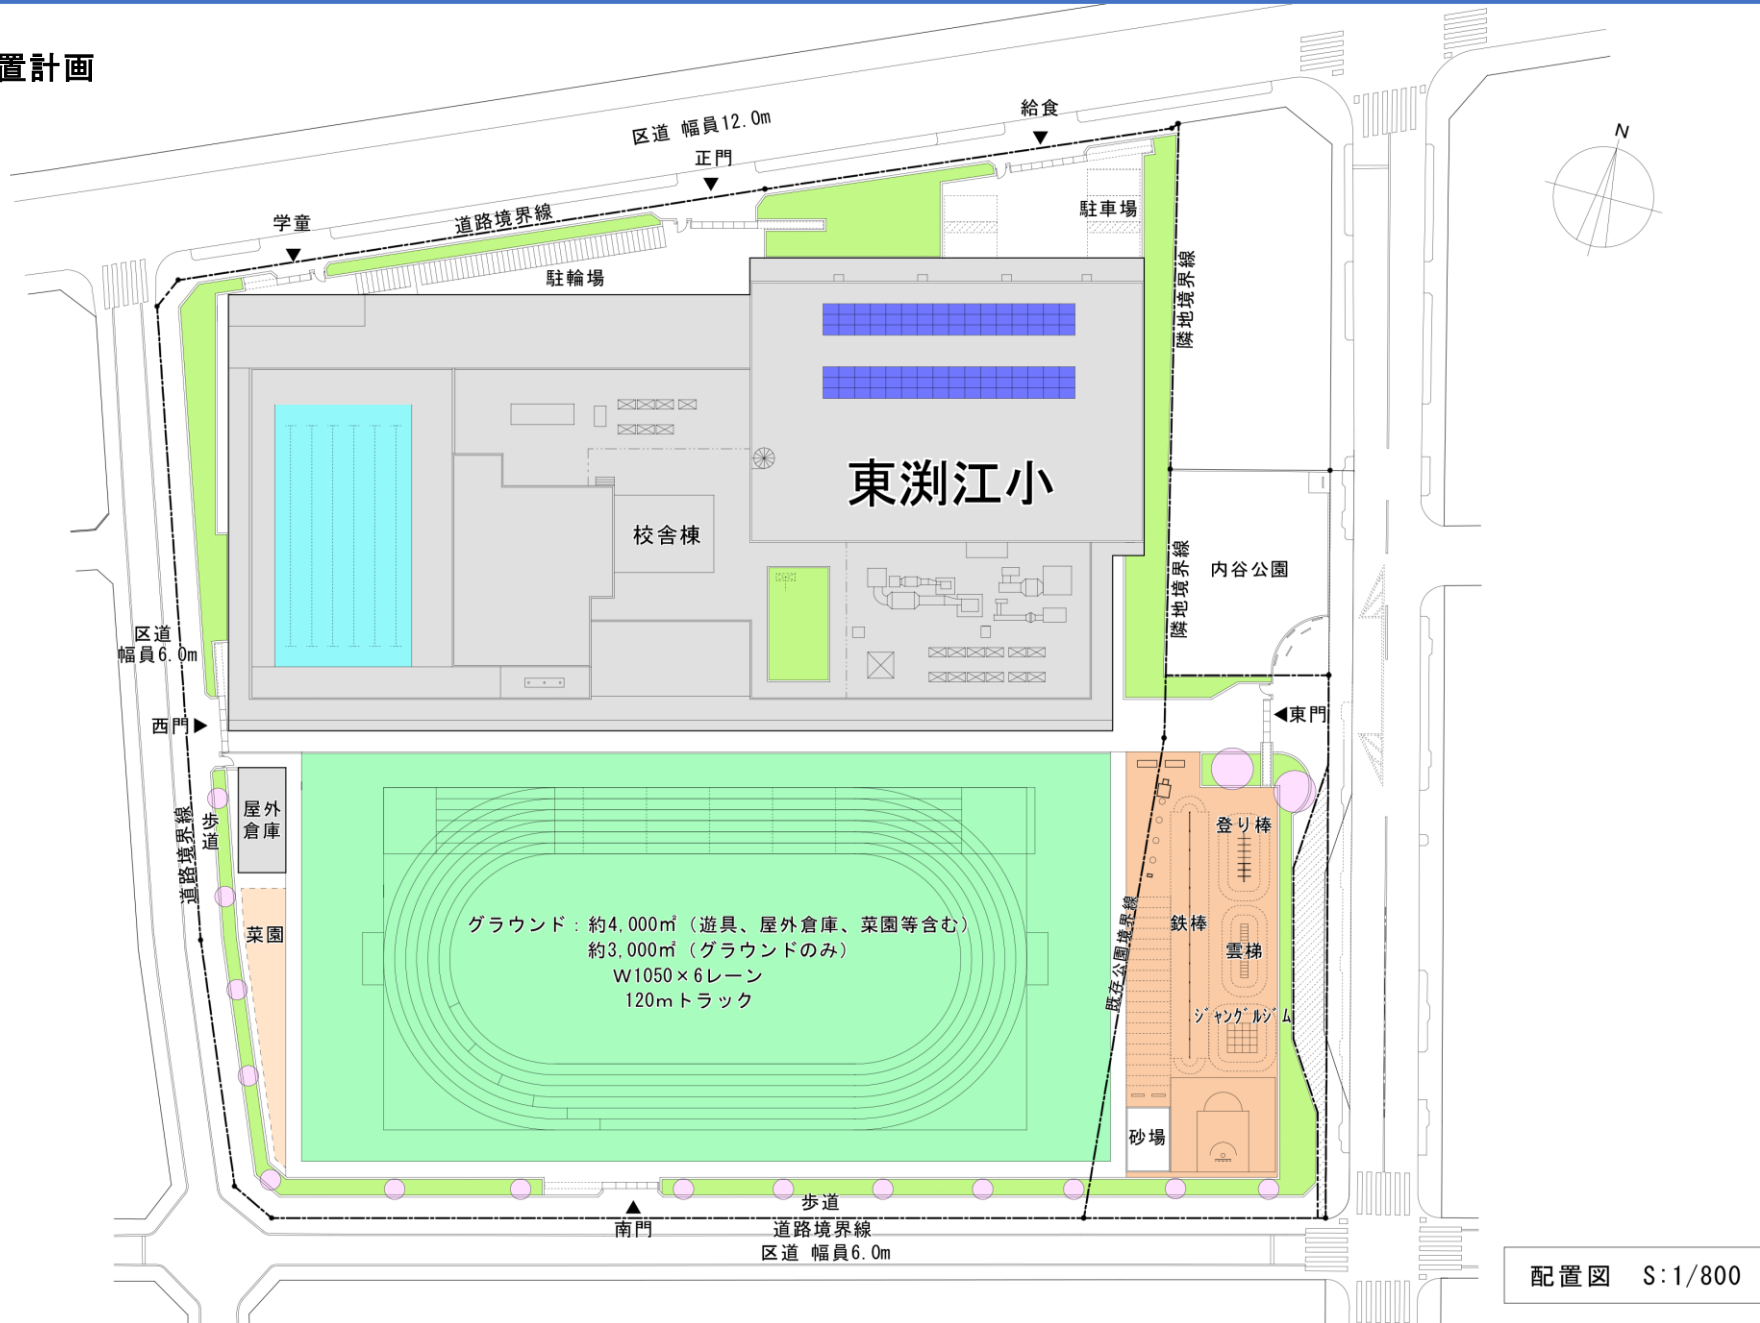 置計画
区道 幅員12.0m
給食
正門
学童
道路境界線
駐車場
駐輪場
N
隣地境界線
東渕江小
校舎棟
隣地境界線
内谷公園
区道
幅員6.0m
西門
東門
屋外
倉庫
歩道
道路境界線
登り棒
菜園
グラウンド：約4,000㎡（遊具、屋外倉庫、菜園等含む）
約3,000㎡（グラウンドのみ）
W1050×6レーン
120mトラック
既存公園境界線
鉄棒
雲梯
ジャングルジム
砂場
歩道
南門
道路境界線
区道 幅員6.0m
配置図 S:1/800